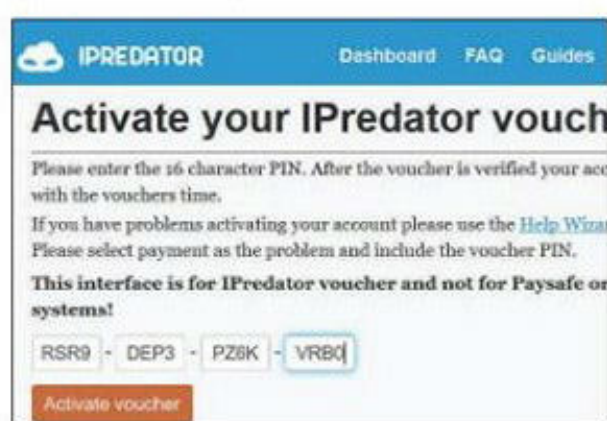 IPREDATOR Dashboard FAQ Guides
Activate your IPredator vouch
Please enter the 16 character PIN. After the voucher is verified your acc
with the vouchers time.
If you have problems activating your account please use the Help Wizar
Please select payment as the problem and include the voucher PIN.
This interface is for IPredator voucher and not for Paysafe or
systems!
RSR9 - DEP3 - PZ6K - VRB0
Activate voucher